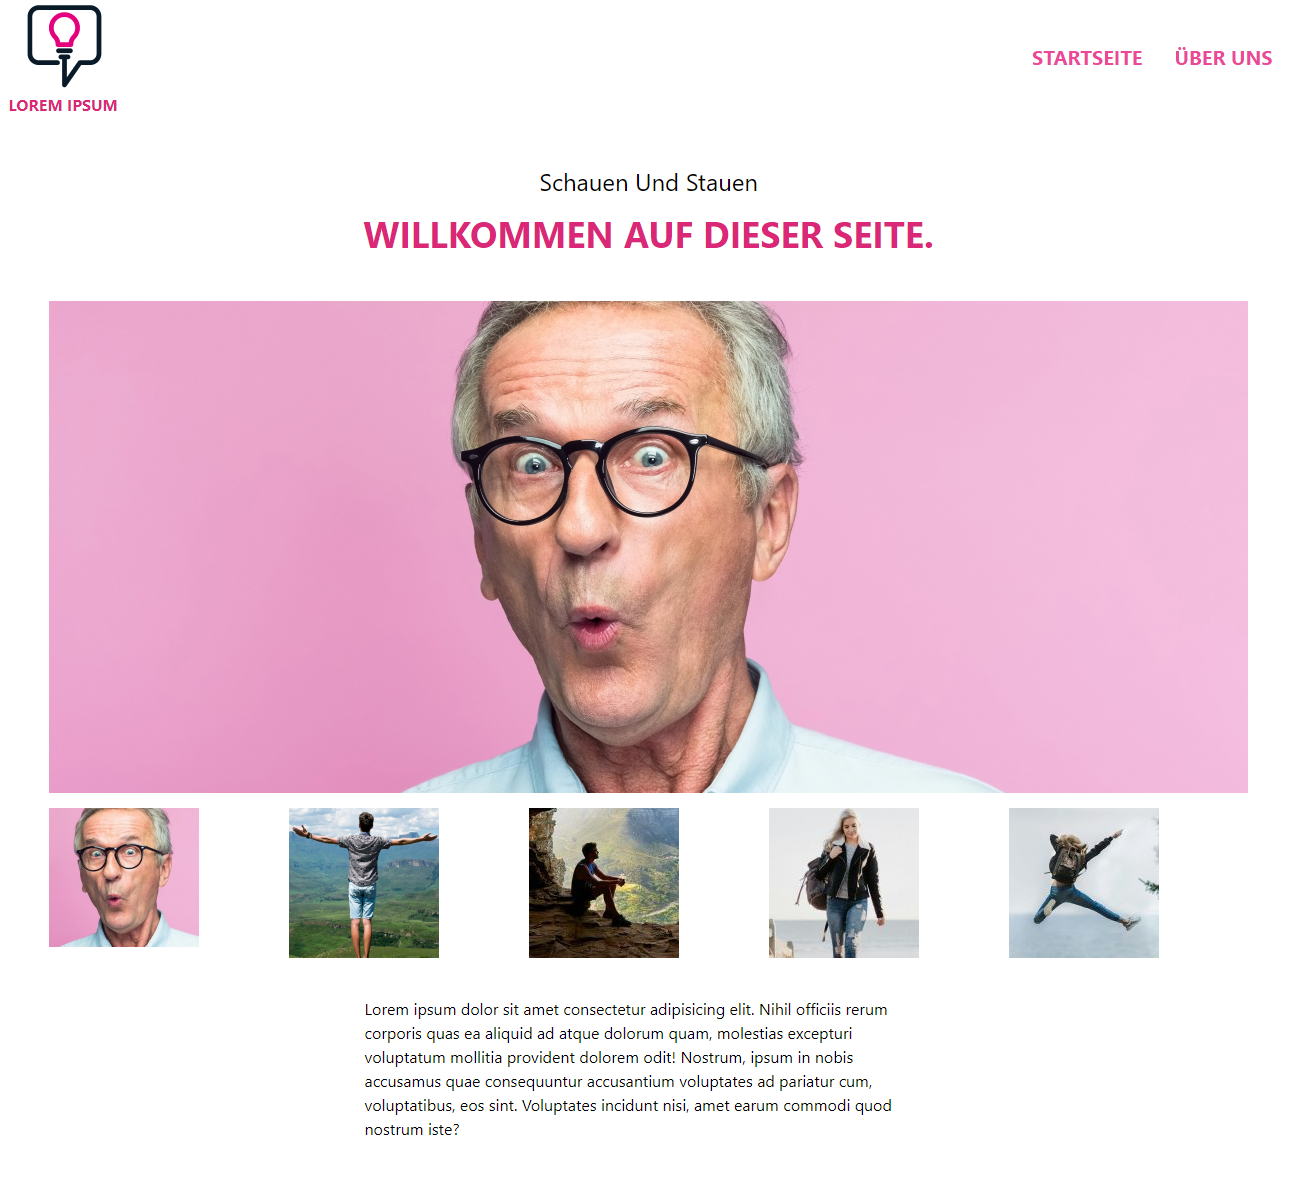 LOREM IPSUM
STARTSEITE ÜBER UNS
Schauen Und Stauen
WILLKOMMEN AUF DIESER SEITE.
Lorem ipsum dolor sit amet consectetur adipisicing elit. Nihil officiis rerum
corporis quas ea aliquid ad atque dolorum quam, molestias excepturi
voluptatum mollitia provident dolorem odit! Nostrum, ipsum in nobis
accusamus quae consequuntur accusantium voluptates ad pariatur cum,
voluptatibus, eos sint. Voluptates incidunt nisi, amet earum commodi quod
nostrum iste?